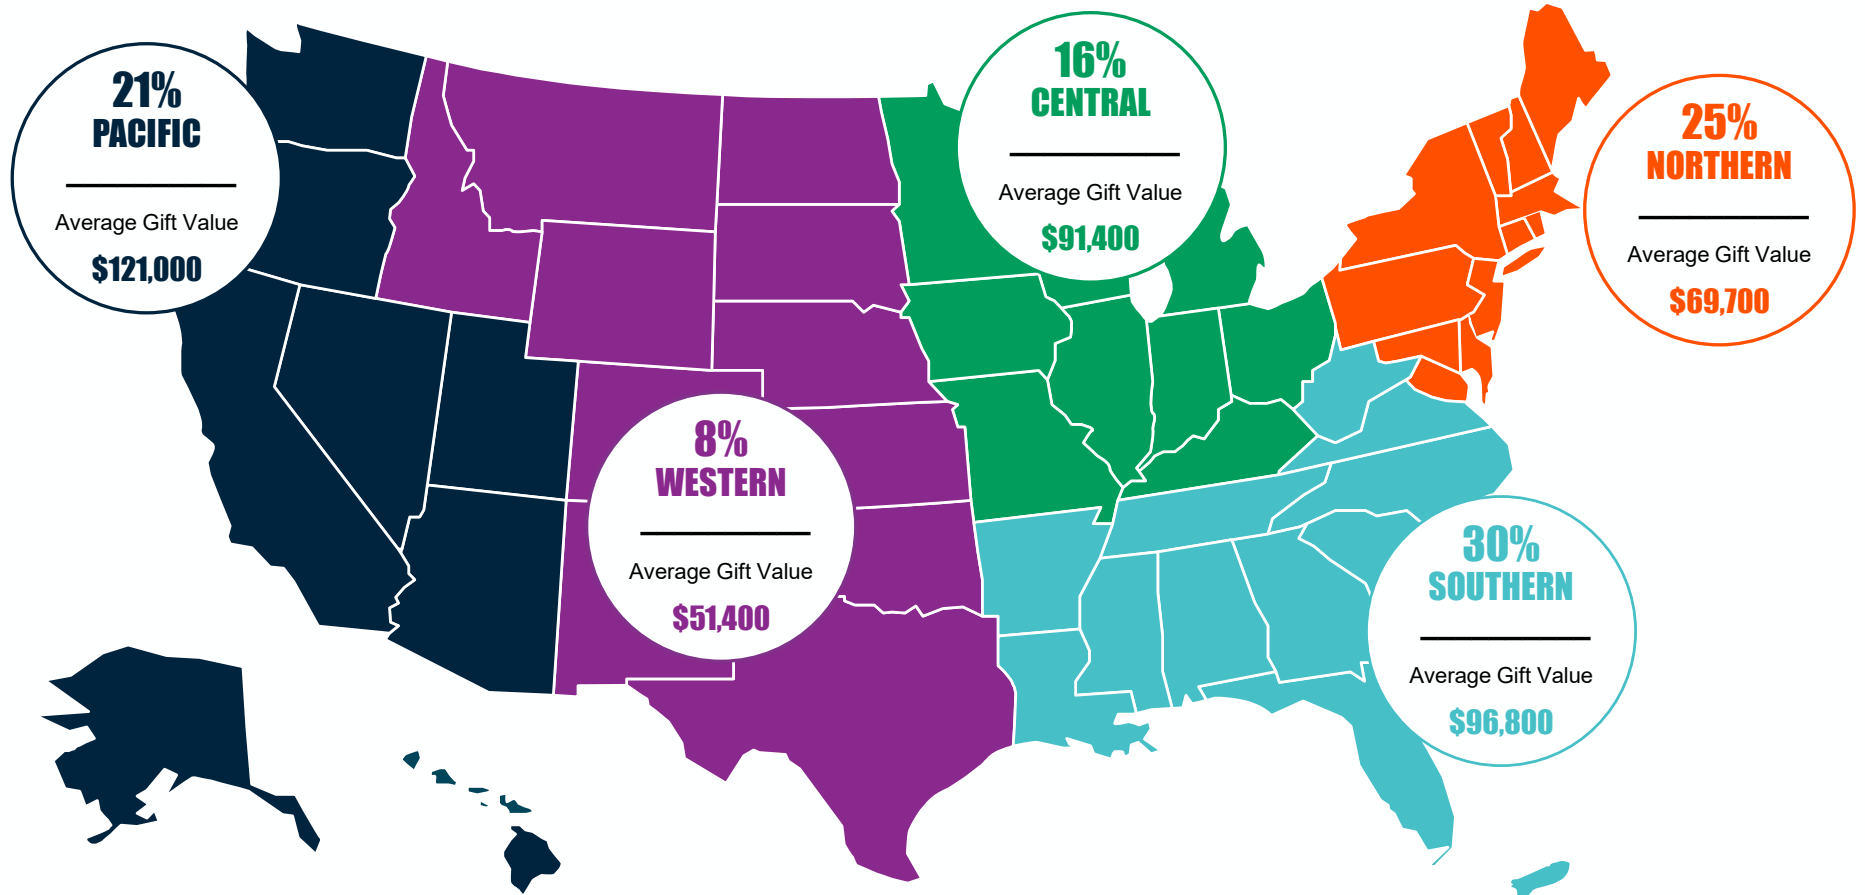 21%
PACIFIC
Average Gift Value
$121,000
16%
CENTRAL
Average Gift Value
$91,400
25%
NORTHERN
Average Gift Value
$69,700
8%
WESTERN
Average Gift Value
$51,400
30%
SOUTHERN
Average Gift Value
$96,800